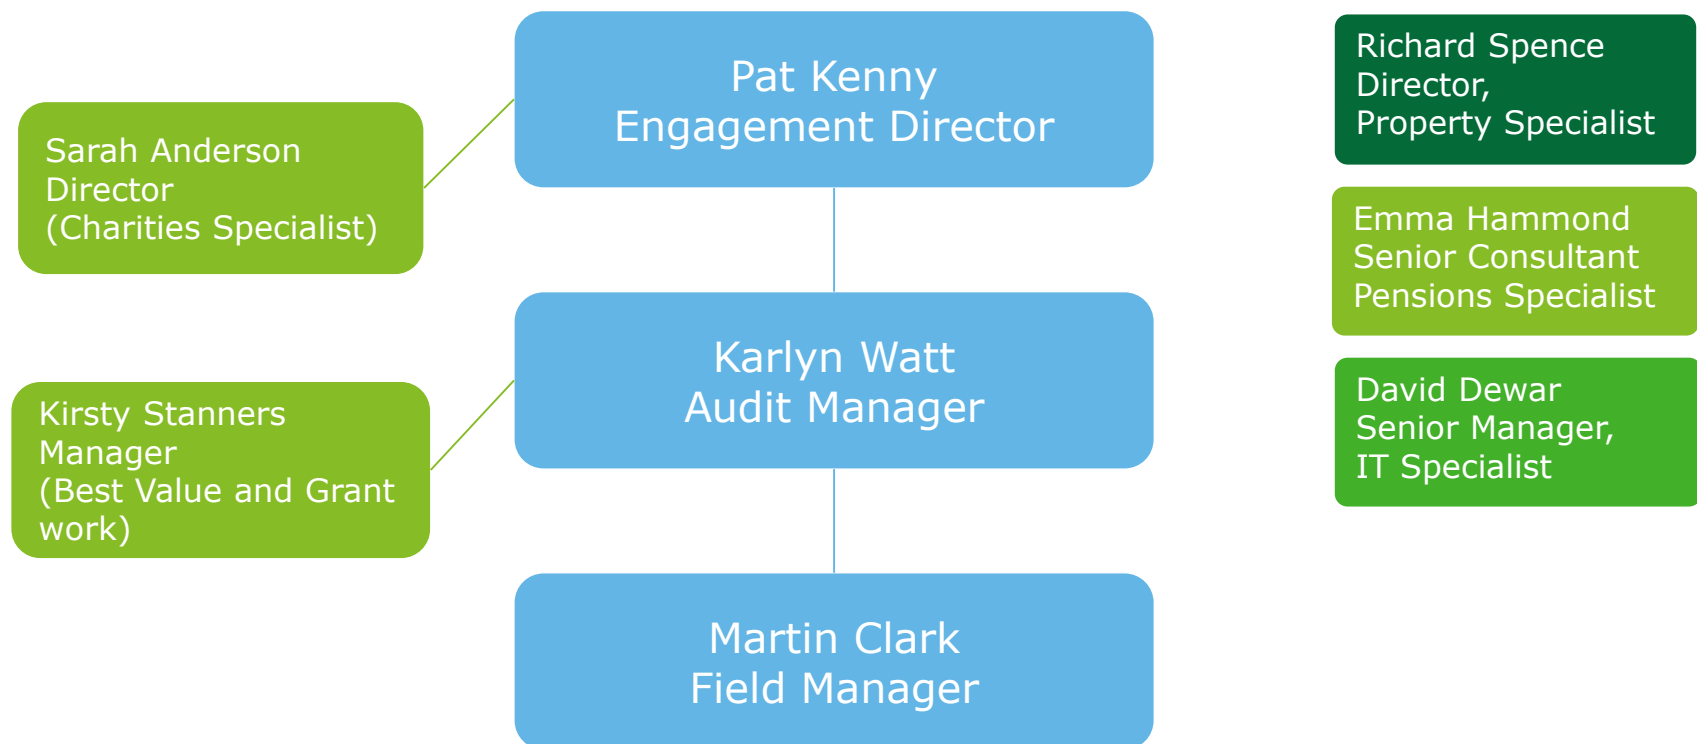 Pat Kenny
Engagement Director
Sarah Anderson
Director
(Charities Specialist)
Karlyn Watt
Audit Manager
Kirsty Stanners
Manager
(Best Value and Grant
work)
Martin Clark
Field Manager
Richard Spence
Director,
Property Specialist
Emma Hammond
Senior Consultant
Pensions Specialist
David Dewar
Senior Manager,
IT Specialist